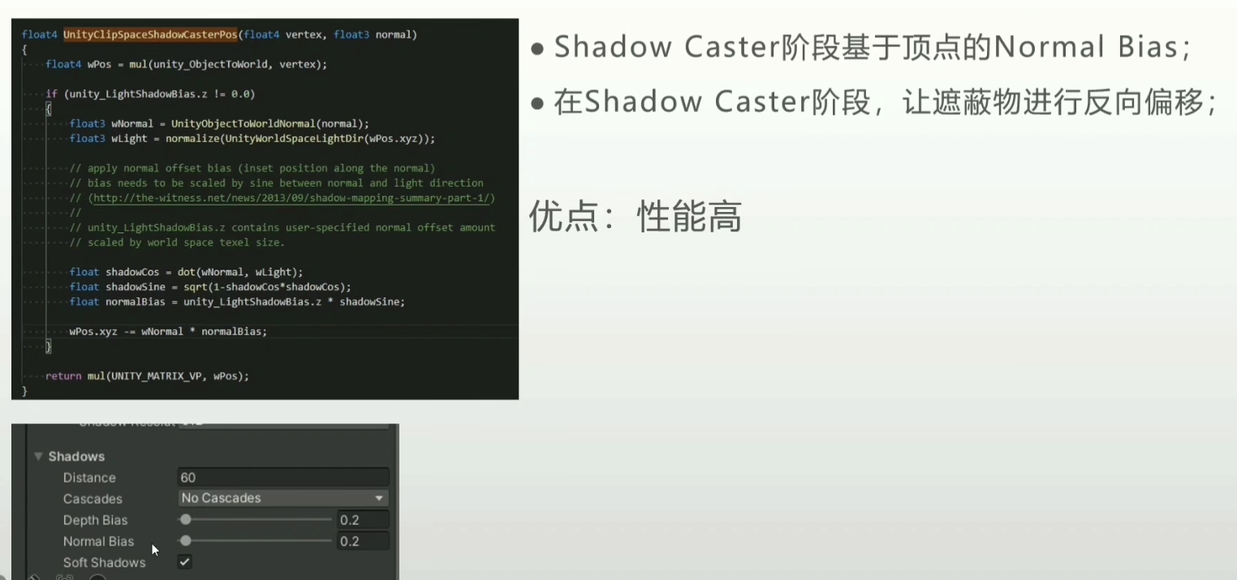 float4 UnityClipSpaceShadowCasterPos(float4 vertex, float3 normal)
{
float4 wPos = mul(unity_ObjectToWorld, vertex);
if (unity_LightShadowBias.z != 0.0)
{
float3 wNormal = UnityObjectToWorldNormal(normal);
float3 wLight = normalize(UnityWorldSpaceLightDir(wPos.xyz));
// apply normal offset bias (inset position along the normal)
// bias needs to be scaled by sine between normal and light direction
// (http://the-witness.net/news/2013/09/shadow-mapping-summary-part-1/)
//
// unity_LightShadowBias.z contains user-specified normal offset amount
// scaled by world space texel size.
float shadowCos = dot(wNormal, wLight);
float shadowSine = sqrt(1-shadowCos*shadowCos);
float normalBias = unity_LightShadowBias.z * shadowSine;
wPos.xyz -= wNormal * normalBias;
}
return mul(UNITY_MATRIX_VP, wPos);
}
● Shadow Caster阶段基于顶点的Normal Bias；
● 在Shadow Caster阶段，让遮蔽物进行反向偏移；
优点：性能高
Shadows
Distance 60
Cascades No Cascades
Depth Bias 0.2
Normal Bias 0.2
Soft Shadows